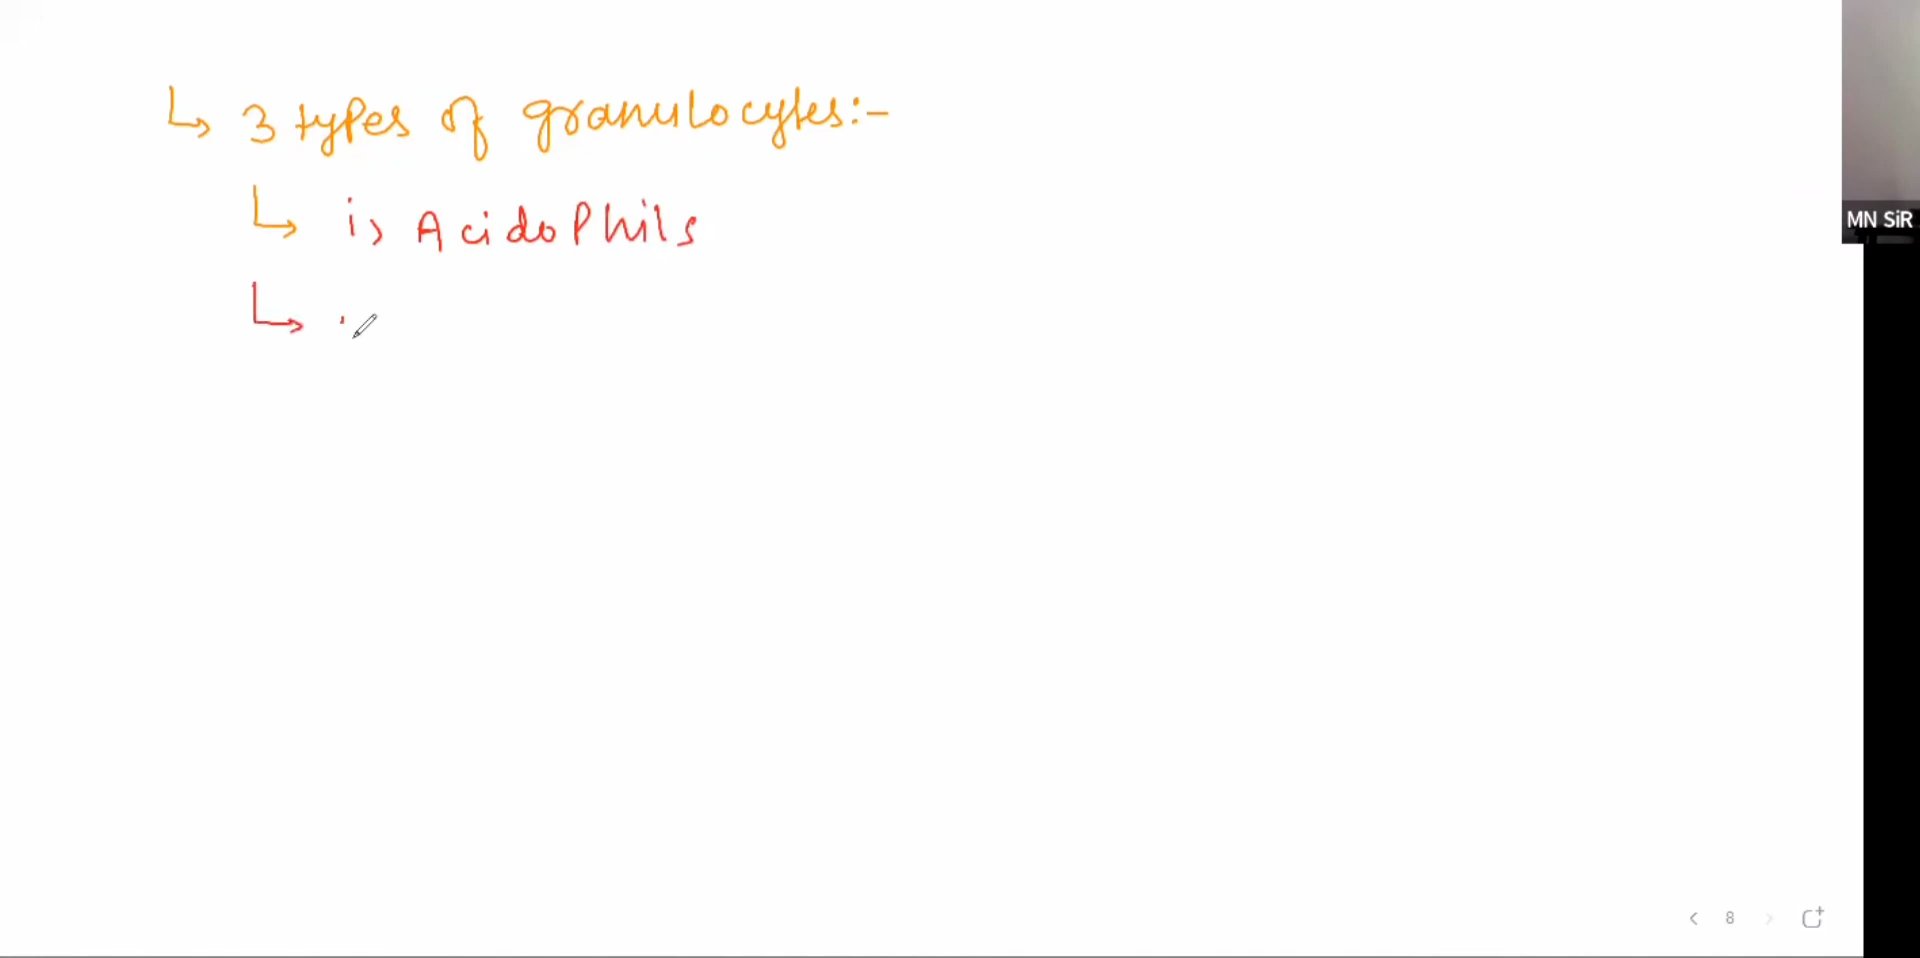 ↳ 3 types of granulocytes:-
↳ i> Acidophils
↳
MN SiR
< 8 >